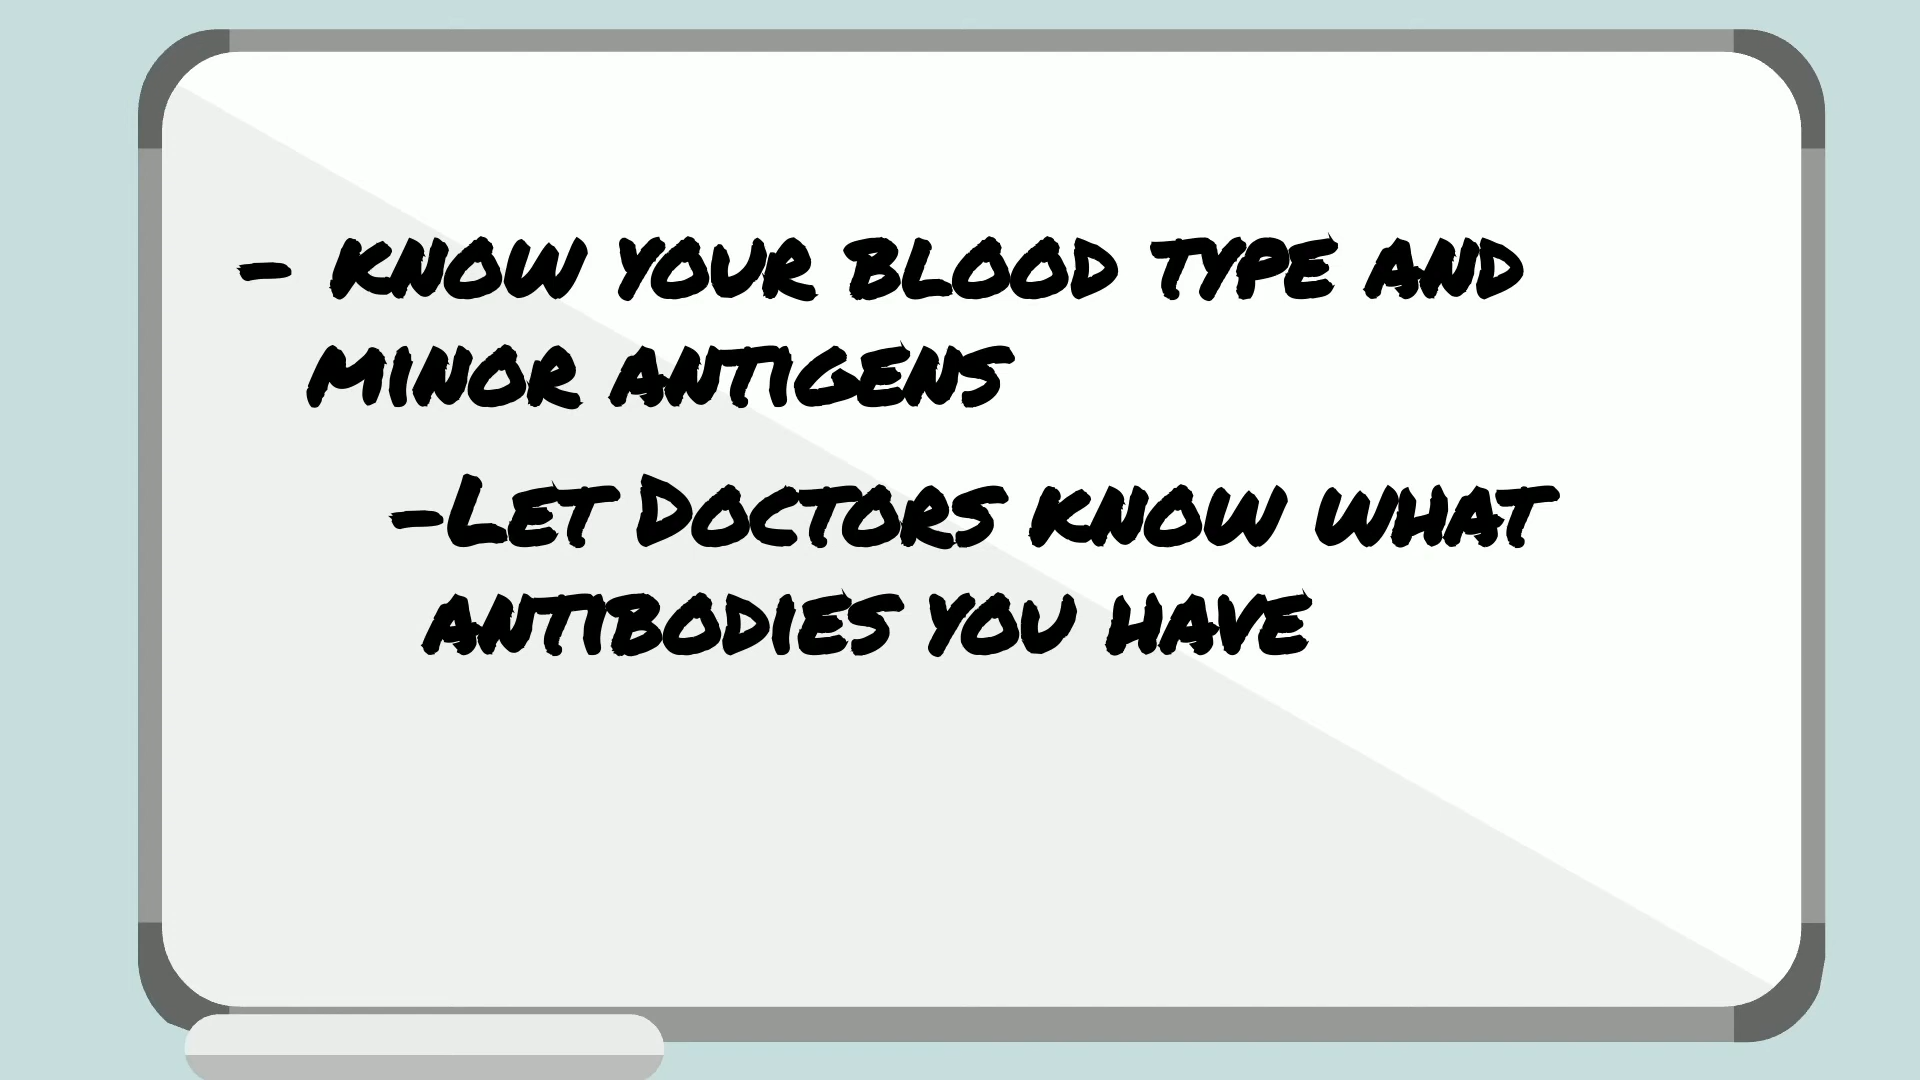 - KNOW YOUR BLOOD TYPE AND
MINOR ANTIGENS
-LET DOCTORS KNOW WHAT
ANTIBODIES YOU HAVE